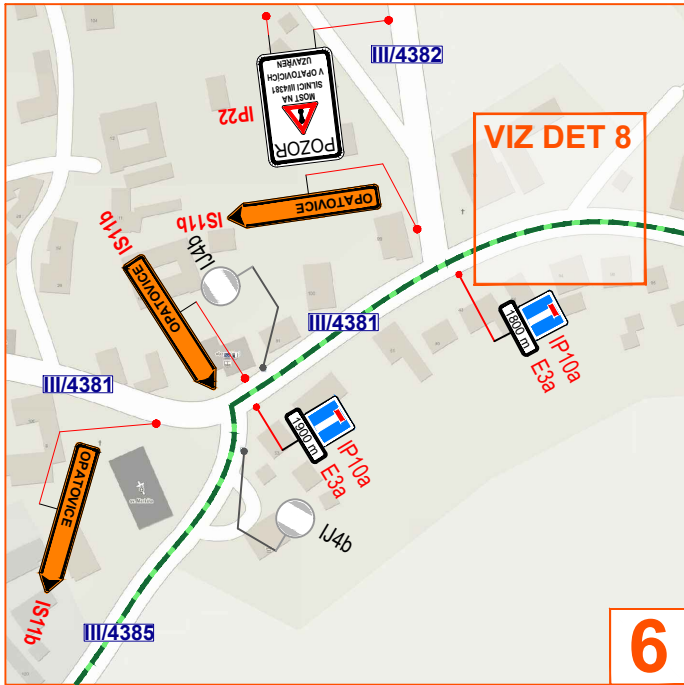 III/4382
UZAVŘEN
V OPATOVICÍCH
SILNICI III/4381
MOST NA
POZOR
IP22
VIZ DET 8
OPATOVICE
IS11b
IS11b
IJ4b
OPATOVICE
III/4381
1800 m
IP10a
E3a
III/4381
1900 m
IP10a
E3a
OPATOVICE
IS11b
IJ4b
III/4385
6